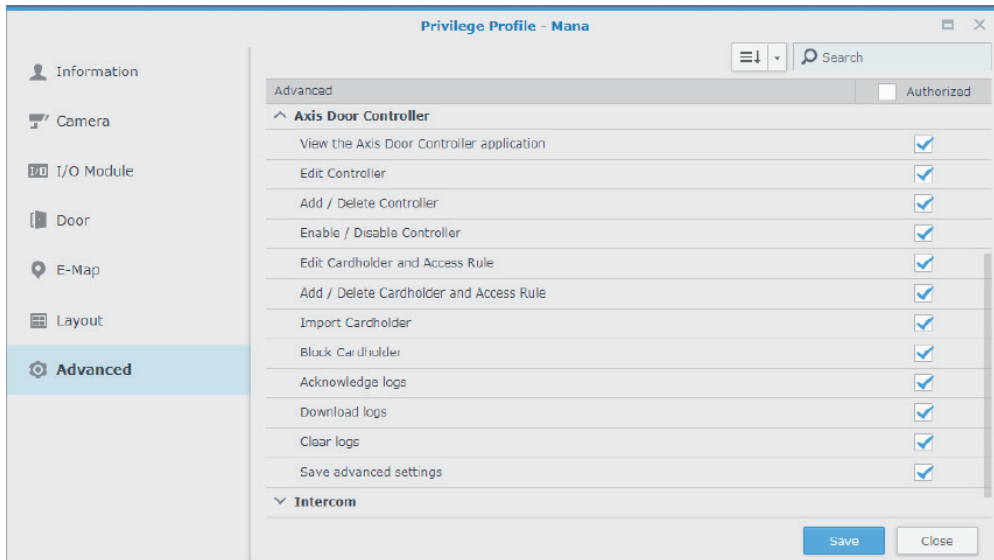 Privilege Profile - Mana
Search
Information
Camera
I/O I/O Module
Door
E-Map
Layout
Advanced
Advanced Authorized
Axis Door Controller
View the Axis Door Controller application
Edit Controller
Add / Delete Controller
Enable / Disable Controller
Edit Cardholder and Access Rule
Add / Delete Cardholder and Access Rule
Import Cardholder
Block Cardholder
Acknowledge logs
Download logs
Clear logs
Save advanced settings
Intercom
Save Close